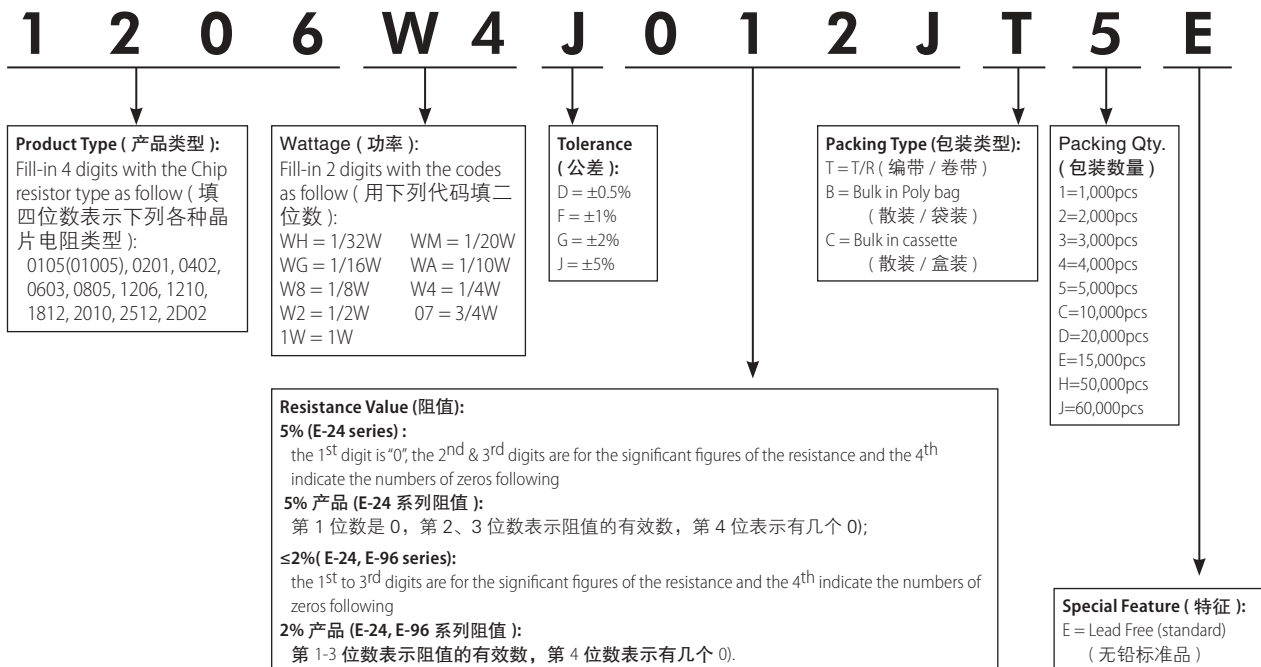 1 2 0 6 W 4 J 0 1 2 J T 5 E
Product Type ( 产品类型 ):
Fill-in 4 digits with the Chip
resistor type as follow ( 填
四位数表示下列各种晶
片电阻类型 ):
0105(01005), 0201, 0402,
0603, 0805, 1206, 1210,
1812, 2010, 2512, 2D02
Wattage ( 功率 ):
Fill-in 2 digits with the codes
as follow ( 用下列代码填二
位数 ):
WH = 1/32W WM = 1/20W
WG = 1/16W WA = 1/10W
W8 = 1/8W W4 = 1/4W
W2 = 1/2W 07 = 3/4W
1W = 1W
Tolerance
( 公差 ):
D = ±0.5%
F = ±1%
G = ±2%
J = ±5%
Packing Type (包装类型):
T = T/R ( 编带 / 卷带 )
B = Bulk in Poly bag
( 散装 / 袋装 )
C = Bulk in cassette
( 散装 / 盒装 )
Packing Qty.
( 包装数量 )
1=1,000pcs
2=2,000pcs
3=3,000pcs
4=4,000pcs
5=5,000pcs
C=10,000pcs
D=20,000pcs
E=15,000pcs
H=50,000pcs
J=60,000pcs
Resistance Value (阻值):
5% (E-24 series) :
the 1st digit is "0", the 2nd & 3rd digits are for the significant figures of the resistance and the 4th
indicate the numbers of zeros following
5% 产品 (E-24 系列阻值 ):
第 1 位数是 0，第 2、3 位数表示阻值的有效数，第 4 位表示有几个 0);
≤2%( E-24, E-96 series):
the 1st to 3rd digits are for the significant figures of the resistance and the 4th indicate the numbers of
zeros following
2% 产品 (E-24, E-96 系列阻值 ):
第 1-3 位数表示阻值的有效数，第 4 位数表示有几个 0).
Special Feature ( 特征 ):
E = Lead Free (standard)
( 无铅标准品 )